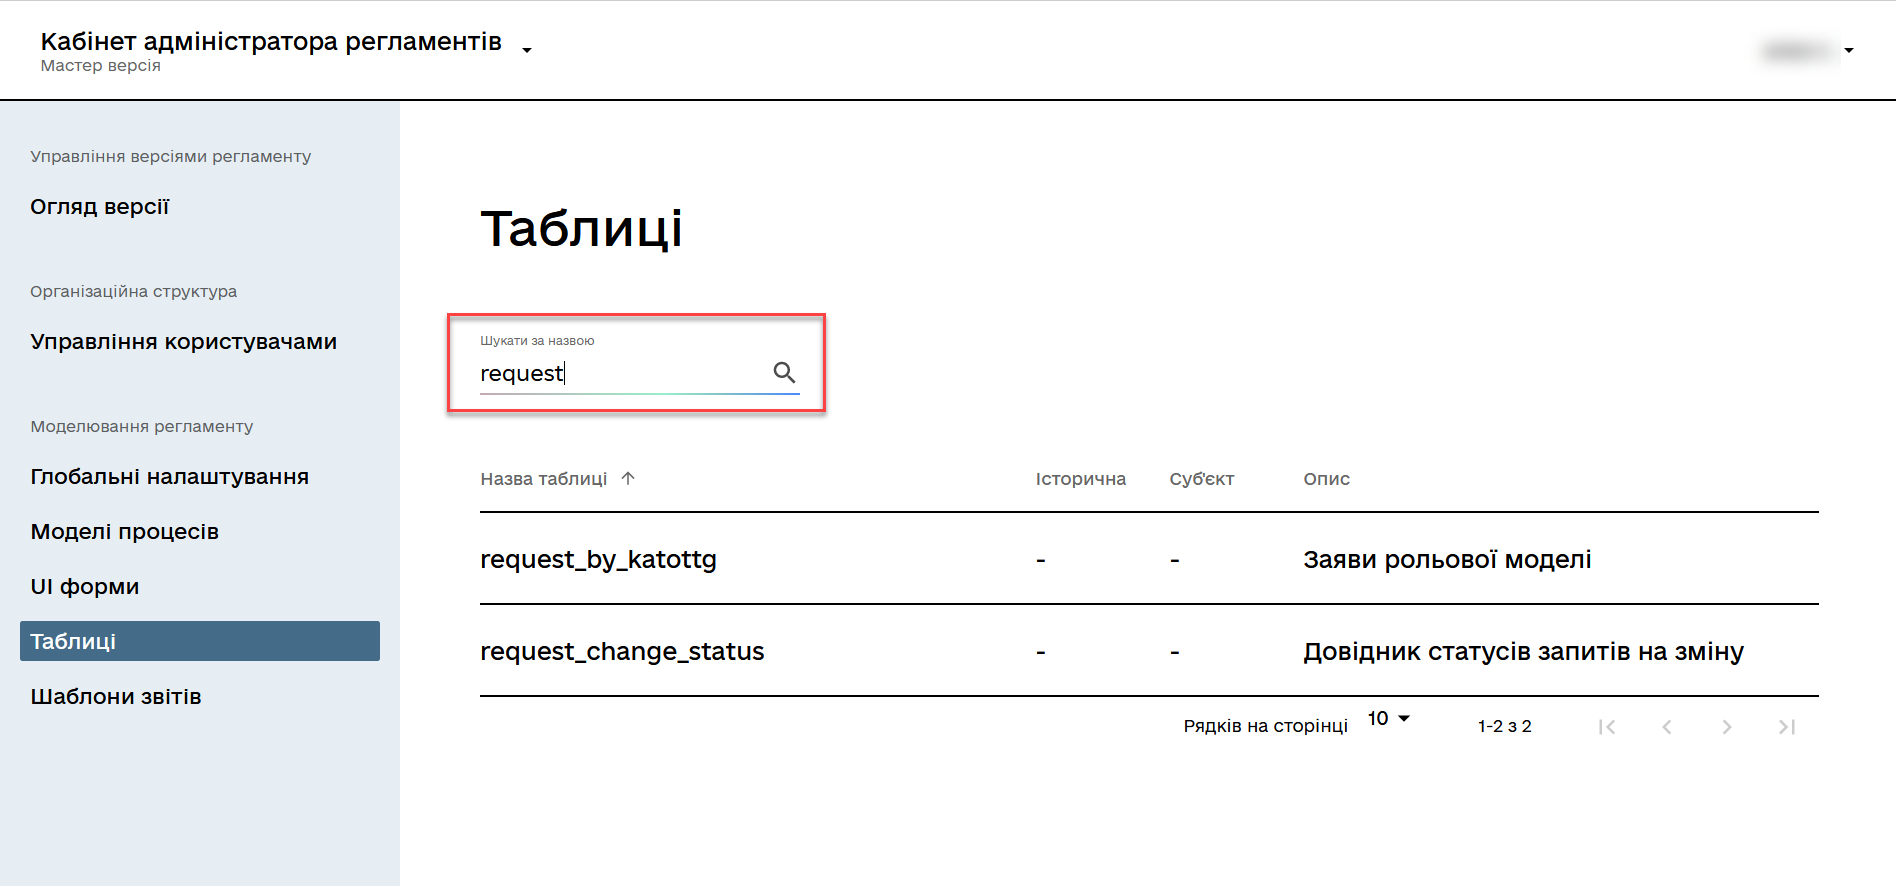 Кабінет адміністратора регламентів
Мастер версія
Управління версіями регламенту
Огляд версії
Організаційна структура
Управління користувачами
Моделювання регламенту
Глобальні налаштування
Моделі процесів
UI форми
Таблиці
Шаблони звітів
Таблиці
Шукати за назвою
request
Назва таблиці Історична Суб'єкт Опис
request_by_katottg - - Заяви рольової моделі
request_change_status - - Довідник статусів запитів на зміну
Рядків на сторінці 10 1-2 з 2